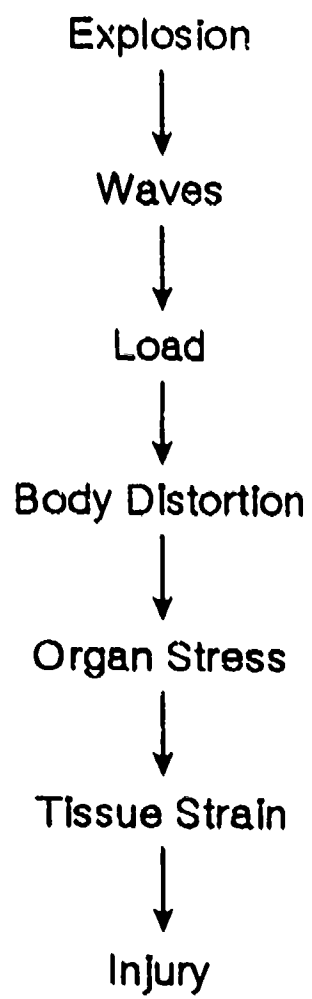 Explosion
Waves
Load
Body Distortion
Organ Stress
Tissue Strain
Injury